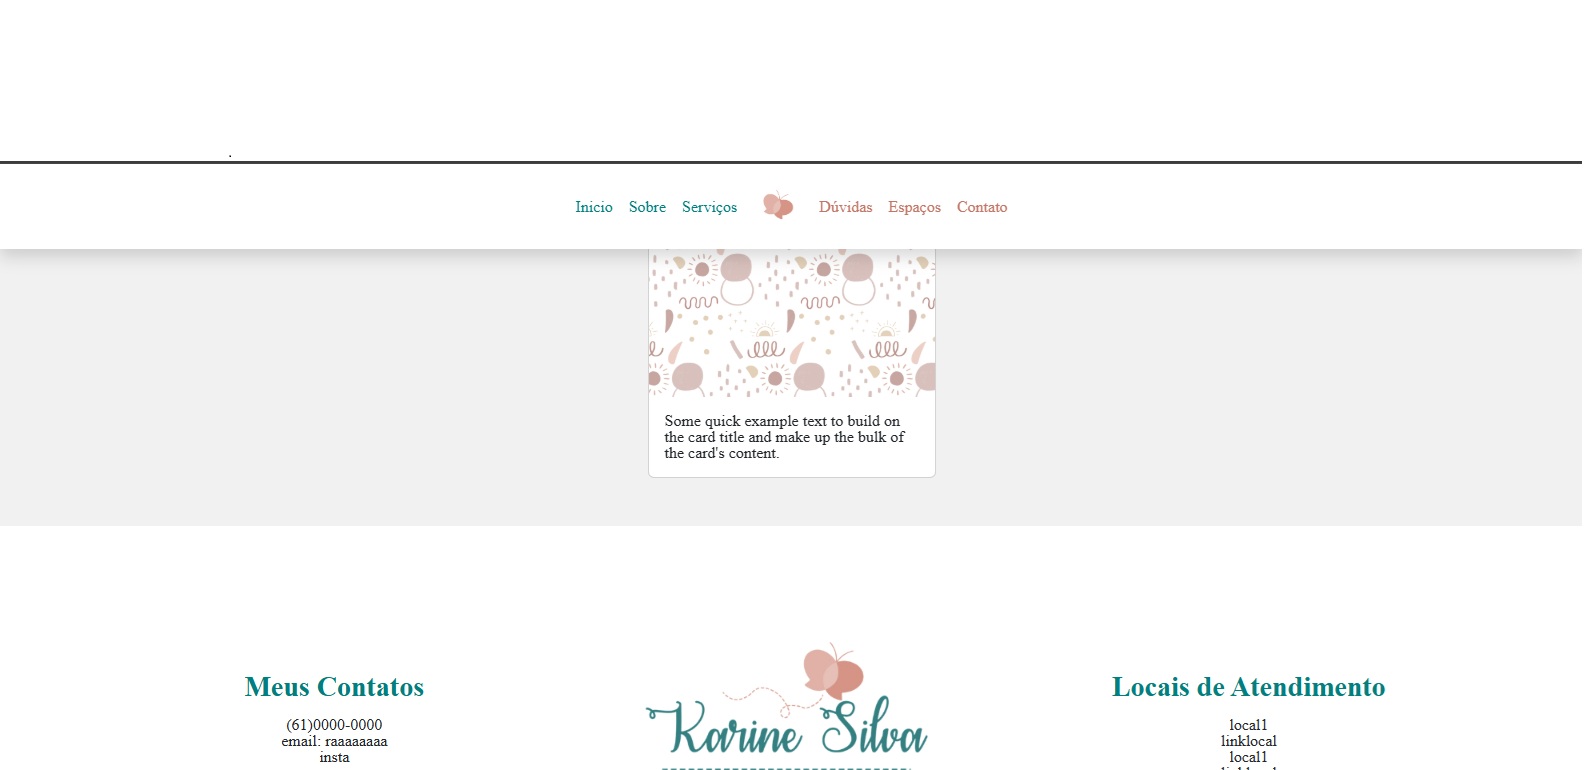 .
Inicio Sobre Serviços Dúvidas Espaços Contato
Some quick example text to build on
the card title and make up the bulk of
the card's content.
Meus Contatos
(61)0000-0000
email: raaaaaaaa
insta
Karine Silva
Locais de Atendimento
local1
linklocal
local1